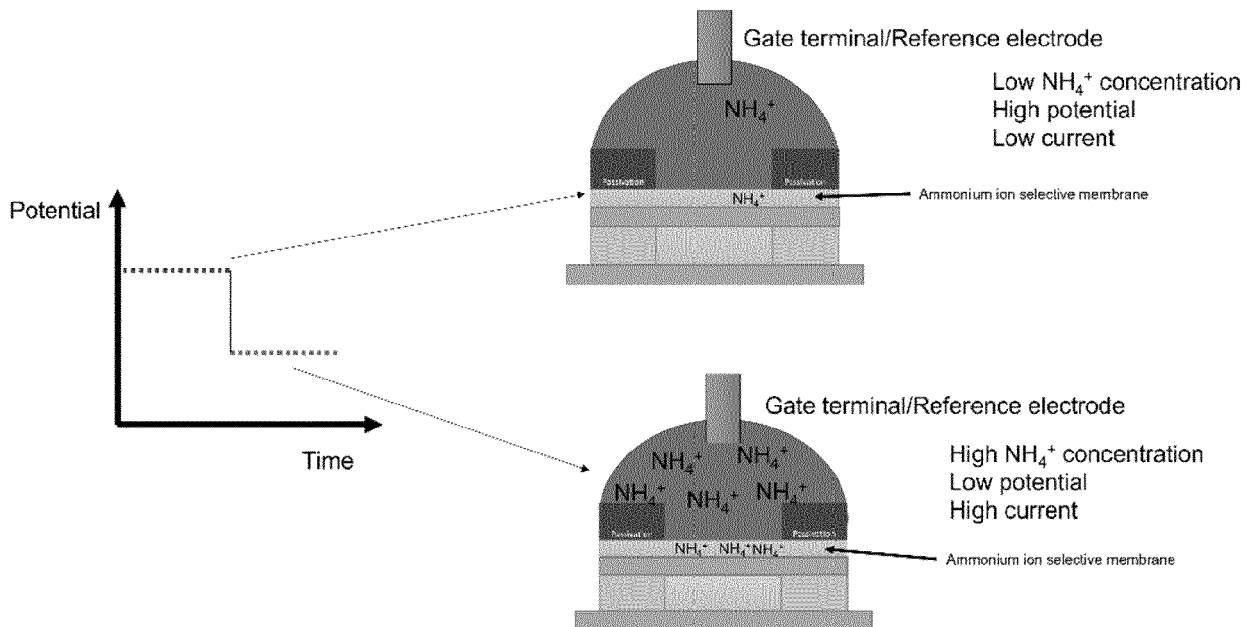 Gate terminal/Reference electrode
Low NH₄⁺ concentration
High potential
Low current
NH₄⁺
Passivation
Passivation
NH₄⁺
Ammonium ion selective membrane
Potential
Time
Gate terminal/Reference electrode
High NH₄⁺ concentration
Low potential
High current
NH₄⁺ NH₄⁺
NH₄⁺ NH₄⁺ NH₄⁺
Passivation
Passivation
NH₄⁺ NH₄⁺NH₄⁺
Ammonium ion selective membrane